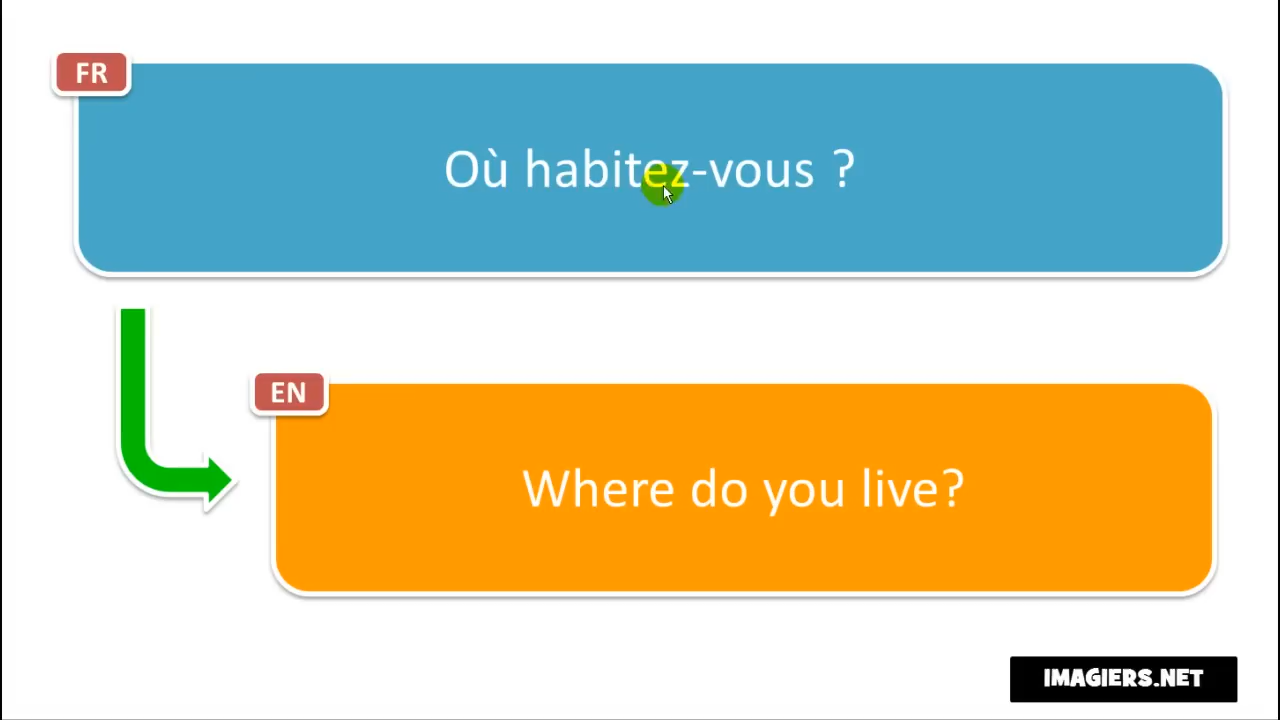 FR
Où habitez-vous ?
EN
Where do you live?
IMAGIERS.NET